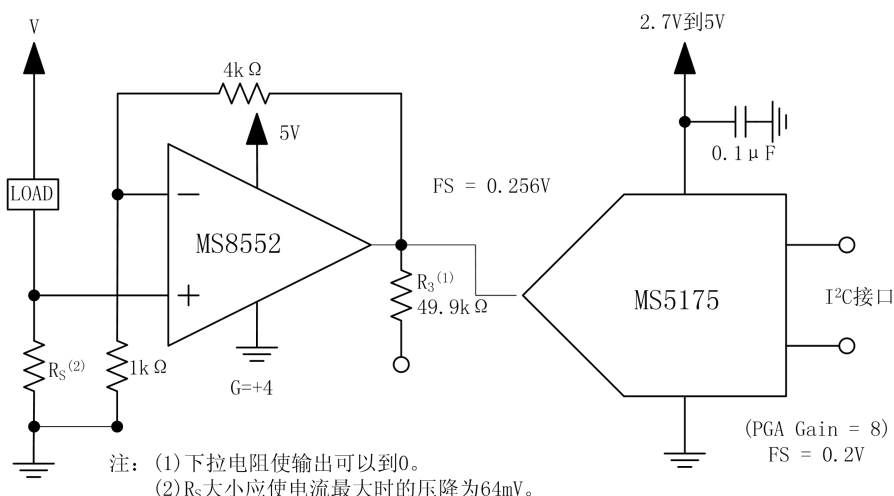 V
2.7V到5V
4kΩ
5V
0.1μF
LOAD
FS = 0.256V
MS8552
R3(1)
49.9kΩ
MS5175
I²C接口
RS(2)
1kΩ
G=+4
(PGA Gain = 8)
FS = 0.2V
注：(1)下拉电阻使输出可以到0。
(2)RS大小应使电流最大时的压降为64mV。